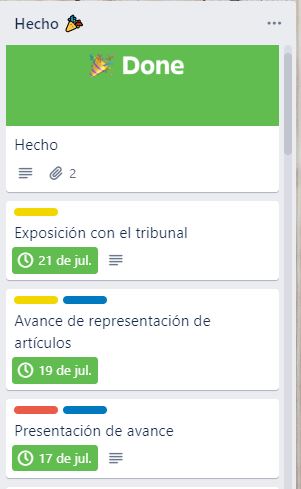 Hecho 🎉
🎉 Done
Hecho
2
Exposición con el tribunal
21 de jul.
Avance de representación de
artículos
19 de jul.
Presentación de avance
17 de jul.